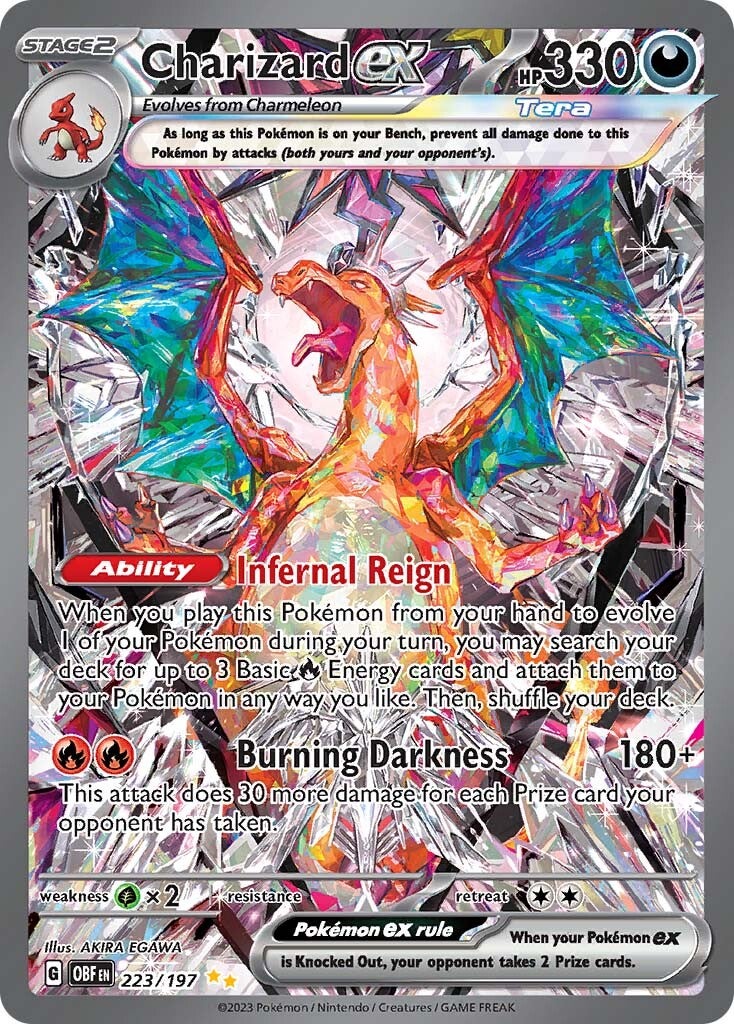 STAGE2
Charizard ex
HP 330
Evolves from Charmeleon
Tera
As long as this Pokémon is on your Bench, prevent all damage done to this
Pokémon by attacks (both yours and your opponent's).
Ability Infernal Reign
When you play this Pokémon from your hand to evolve
1 of your Pokémon during your turn, you may search your
deck for up to 3 Basic Energy cards and attach them to
your Pokémon in any way you like. Then, shuffle your deck.
Burning Darkness 180+
This attack does 30 more damage for each Prize card your
opponent has taken.
weakness ×2 resistance retreat
Illus. AKIRA EGAWA
G OBF EN 223/197
Pokémon ex rule
When your Pokémon ex
is Knocked Out, your opponent takes 2 Prize cards.
©2023 Pokémon / Nintendo / Creatures / GAME FREAK